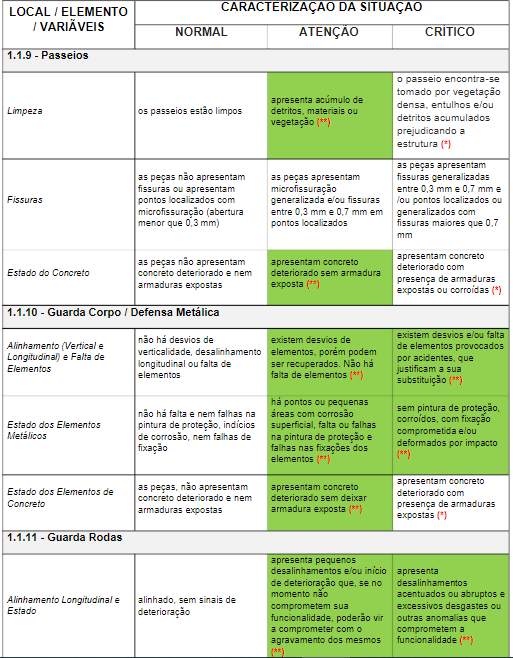 LOCAL / ELEMENTO
/ VARIÃVEIS
CARACTERIZAÇÃO DA SITUAÇÃO
NORMAL
ATENÇÃO
CRÍTICO
1.1.9 - Passeios
Limpeza
os passeios estão limpos
apresenta acúmulo de
detritos, materiais ou
vegetação (**)
o passeio encontra-se
tomado por vegetação
densa, entulhos e/ou
detritos acumulados
prejudicando a
estrutura (*)
Fissuras
as peças não apresentam
fissuras ou apresentam
pontos localizados com
microfissuração (abertura
menor que 0,3 mm)
as peças apresentam
microfissuração
generalizada e/ou fissuras
entre 0,3 mm e 0,7 mm em
pontos localizados
as peças apresentam
fissuras generalizadas
entre 0,3 mm e 0,7 mm e
/ou pontos localizados ou
generalizados com
fissuras maiores que 0,7
mm
Estado do Concreto
as peças não apresentam
concreto deteriorado e nem
armaduras expostas
apresentam concreto
deteriorado sem armadura
exposta (**)
apresentam concreto
deteriorado com
presença de armaduras
expostas ou corroídas (*)
1.1.10 - Guarda Corpo / Defensa Metálica
Alinhamento (Vertical e
Longitudinal) e Falta de
Elementos
não há desvios de
verticalidade, desalinhamento
longitudinal ou falta de
elementos
existem desvios de
elementos, porém podem
ser recuperados. Não há
falta de elementos (**)
existem desvios e/ou falta
de elementos provocados
por acidentes, que
justificam a sua
substituição (**)
Estado dos Elementos
Metálicos
não há falta e nem falhas na
pintura de proteção, indícios
de corrosão, nem falhas de
fixação
há pontos ou pequenas
áreas com corrosão
superficial, falta ou falhas
na pintura de proteção e
falhas nas fixações dos
elementos (**)
sem pintura de proteção,
corroídos, com fixação
comprometida e/ou
deformados por impacto
(**)
Estado dos Elementos de
Concreto
as peças, não apresentam
concreto deteriorado e nem
armaduras expostas
apresentam concreto
deteriorado sem deixar
armadura exposta (**)
apresentam concreto
deteriorado com
presença de armaduras
expostas (*)
1.1.11 - Guarda Rodas
Alinhamento Longitudinal e
Estado
alinhado, sem sinais de
deterioração
apresenta pequenos
desalinhamentos e/ou início
de deterioração que, se no
momento não
comprometem sua
funcionalidade, poderão vir
a comprometer com o
agravamento dos mesmos
(**)
apresenta
desalinhamentos
acentuados ou abruptos e
excessivos desgastes ou
outras anomalias que
comprometem a
funcionalidade (**)